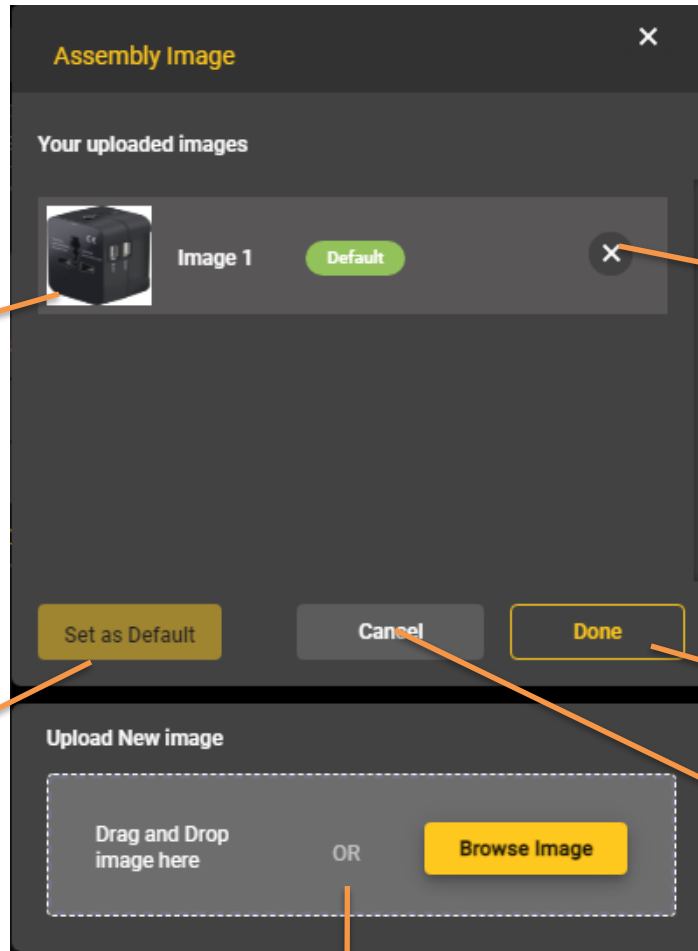 Assembly Image
Your uploaded images
Image 1
Default
Set as Default
Cancel
Done
Upload New image
Drag and Drop
image here
OR
Browse Image